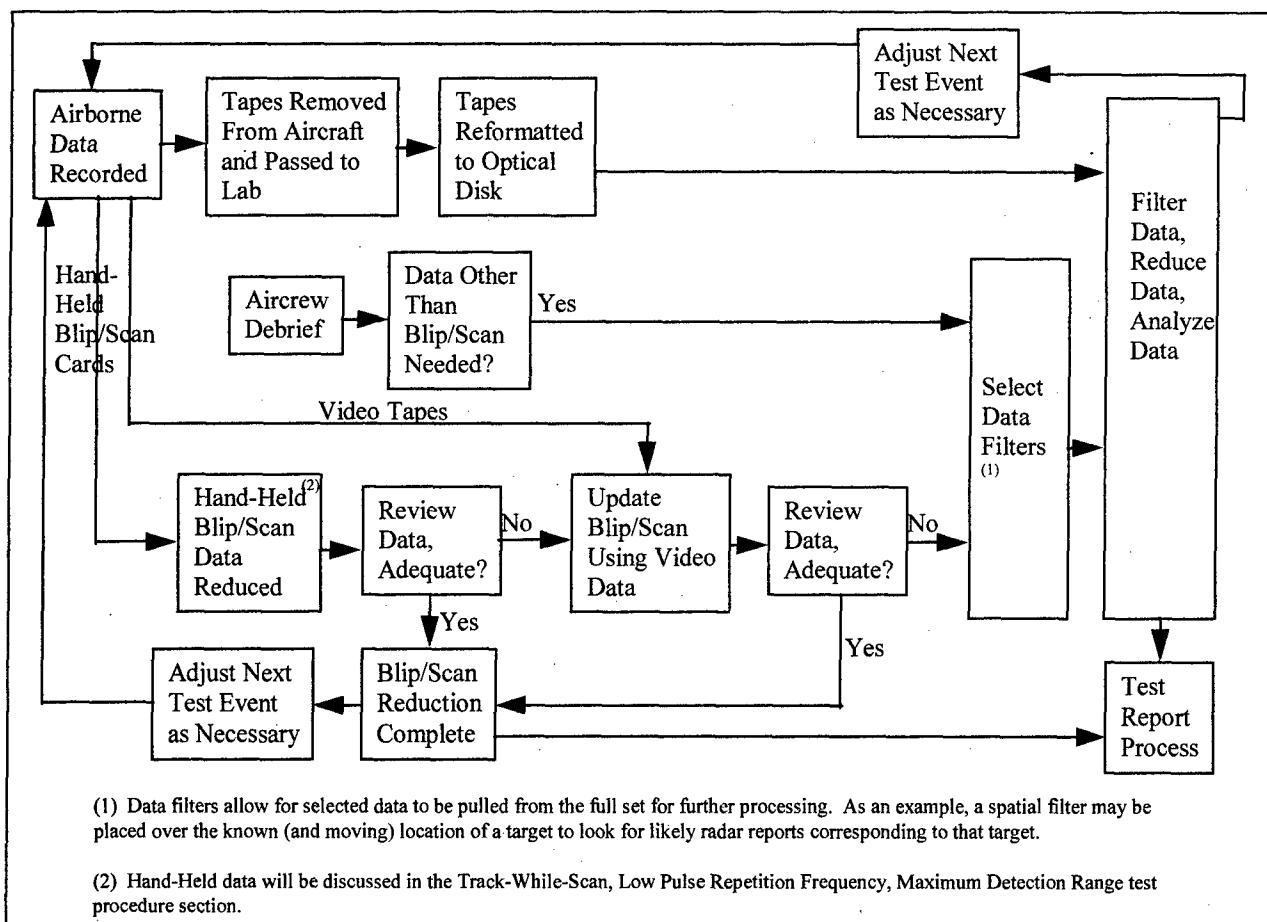 Adjust Next
Test Event
as Necessary
Airborne
Data
Recorded
Tapes Removed
From Aircraft
and Passed to
Lab
Tapes
Reformatted
to Optical
Disk
Filter
Data,
Reduce
Data,
Analyze
Data
Hand-
Held
Blip/Scan
Cards
Aircrew
Debrief
Data Other
Than
Blip/Scan
Needed?
Yes
Select
Data
Filters
(1)
Video Tapes
Hand-Held(2)
Blip/Scan
Data
Reduced
Review
Data,
Adequate?
No
Update
Blip/Scan
Using Video
Data
Review
Data,
Adequate?
No
Yes
Yes
Adjust Next
Test Event
as Necessary
Blip/Scan
Reduction
Complete
Test
Report
Process
(1) Data filters allow for selected data to be pulled from the full set for further processing. As an example, a spatial filter may be
placed over the known (and moving) location of a target to look for likely radar reports corresponding to that target.
(2) Hand-Held data will be discussed in the Track-While-Scan, Low Pulse Repetition Frequency, Maximum Detection Range test
procedure section.